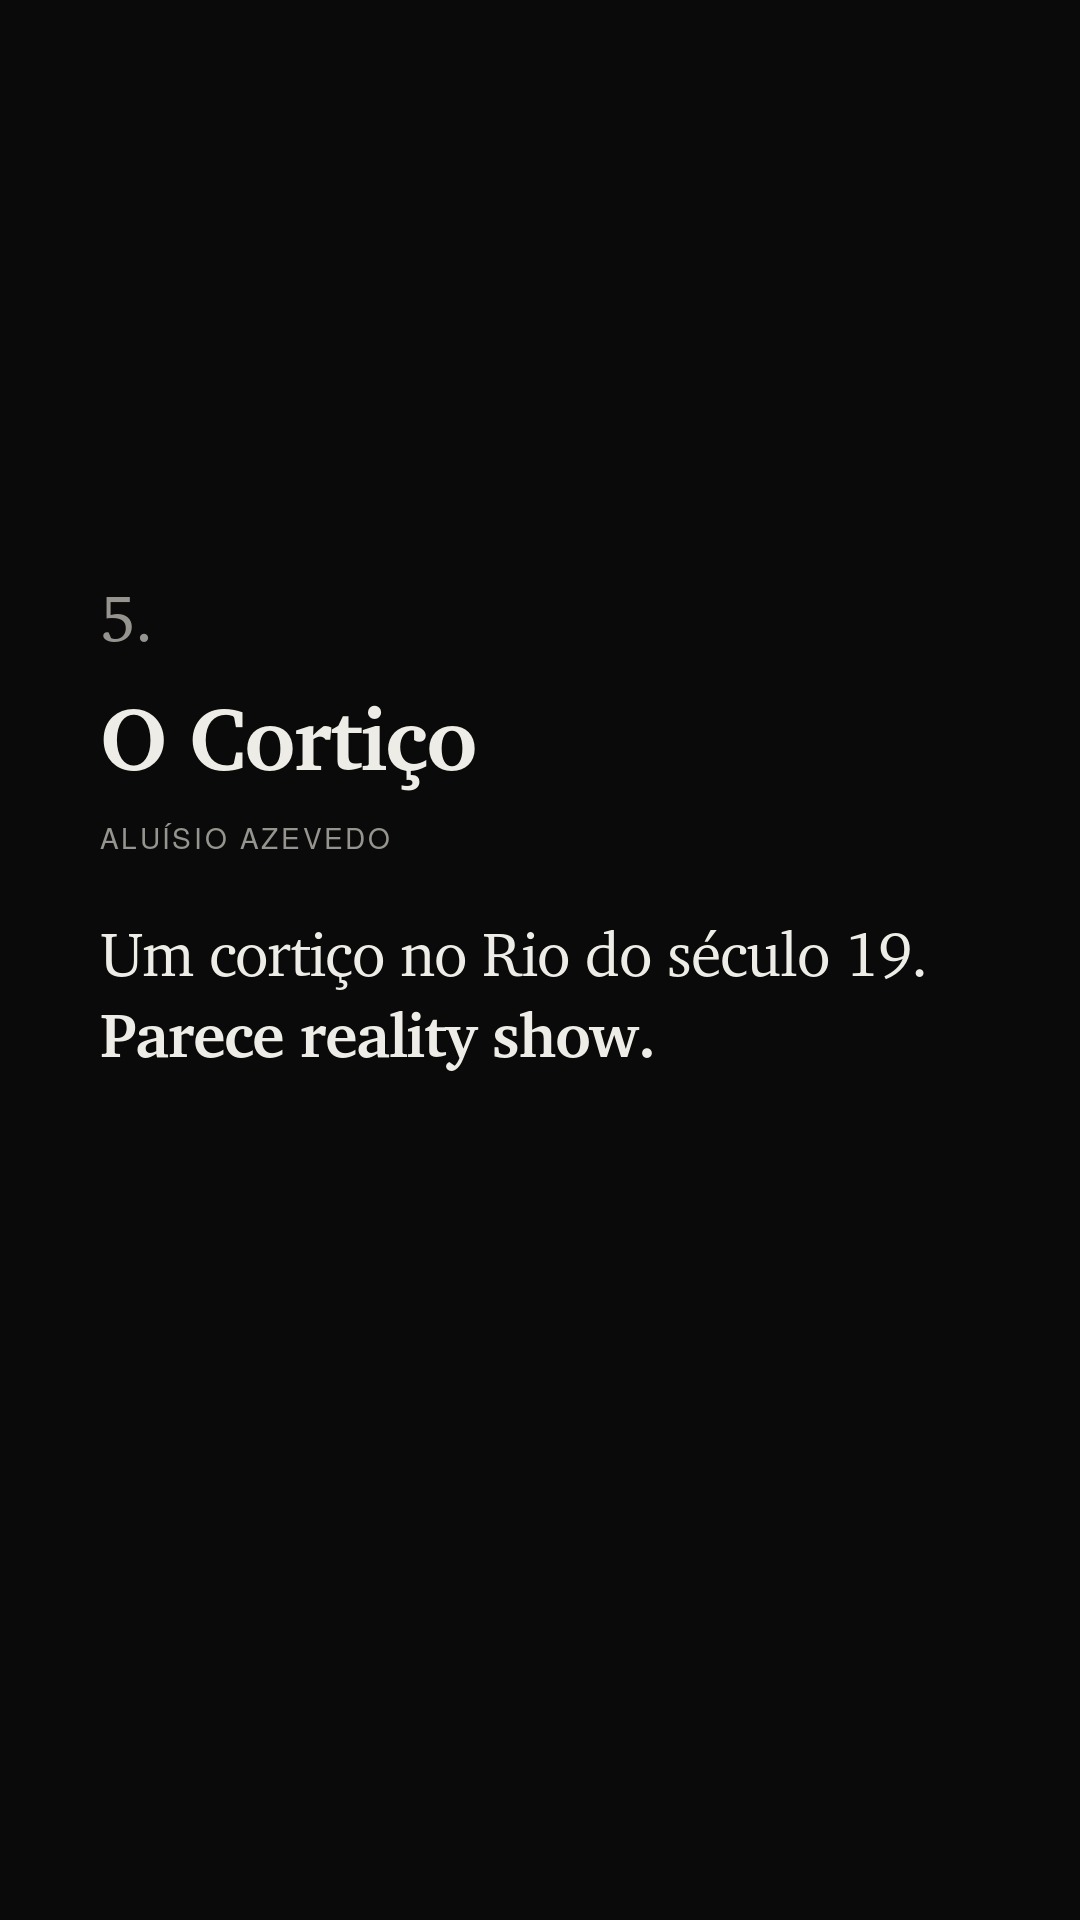 5.
O Cortiço
ALUÍSIO AZEVEDO
Um cortiço no Rio do século 19.
Parece reality show.